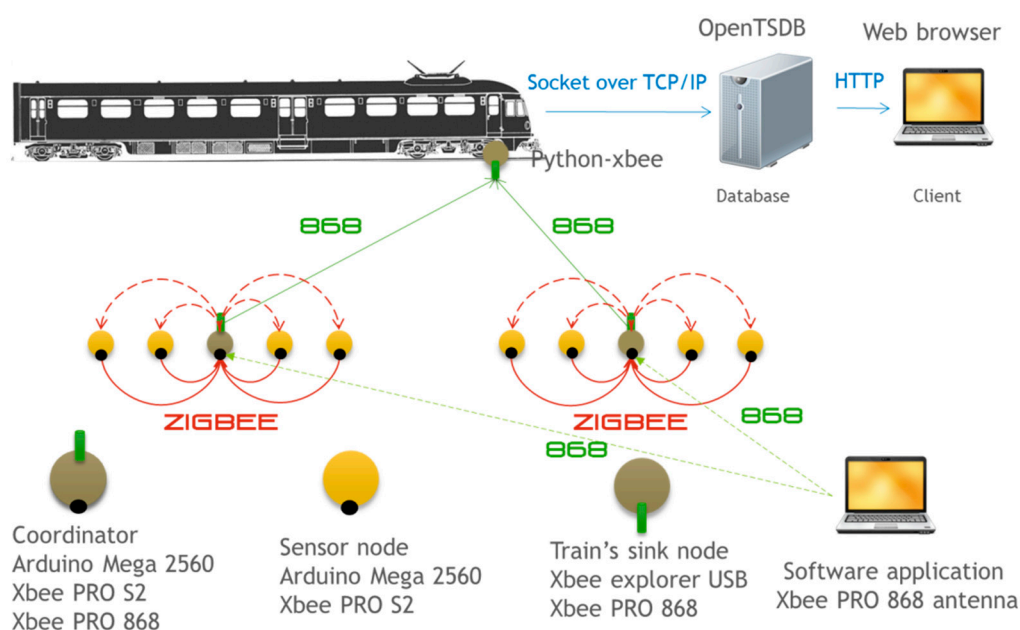 OpenTSDB
Web browser
Socket over TCP/IP
HTTP
Python-xbee
Database
Client
868
868
ZIGBEE
ZIGBEE
868
868
Coordinator
Arduino Mega 2560
Xbee PRO S2
Xbee PRO 868
Sensor node
Arduino Mega 2560
Xbee PRO S2
Train's sink node
Xbee explorer USB
Xbee PRO 868
Software application
Xbee PRO 868 antenna